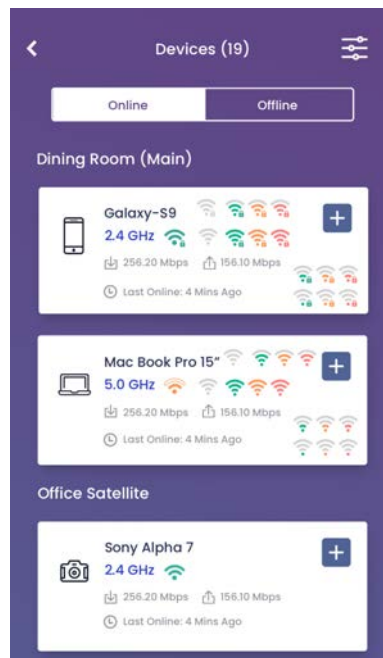 Devices (19)
Online
Offline
Dining Room (Main)
Galaxy-S9
2.4 GHz
256.20 Mbps
156.10 Mbps
Last Online: 4 Mins Ago
Mac Book Pro 15”
5.0 GHz
256.20 Mbps
156.10 Mbps
Last Online: 4 Mins Ago
Office Satellite
Sony Alpha 7
2.4 GHz
256.20 Mbps
156.10 Mbps
Last Online: 4 Mins Ago